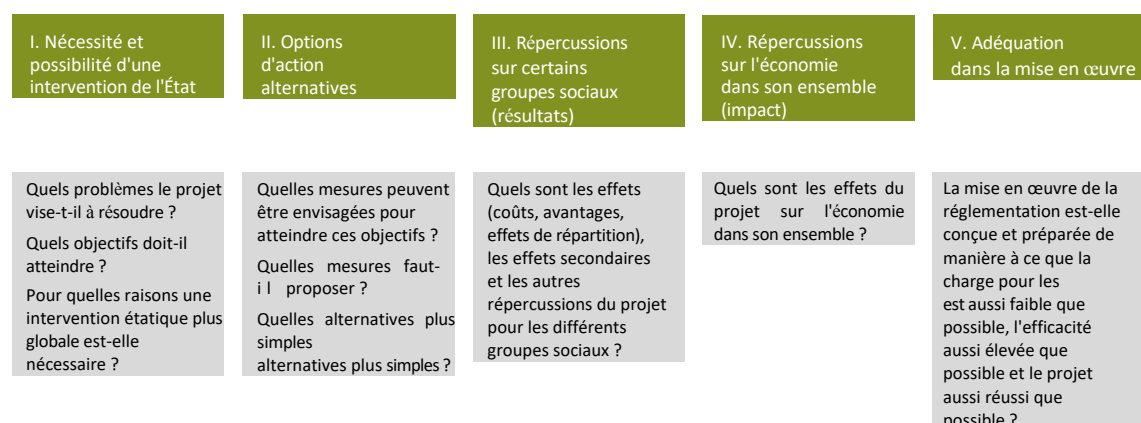 I. Nécessité et
possibilité d'une
intervention de l'État
II. Options
d'action
alternatives
III. Répercussions
sur certains
groupes sociaux
(résultats)
IV. Répercussions
sur l'économie
dans son ensemble
(impact)
V. Adéquation
dans la mise en œuvre
Quels problèmes le projet
vise-t-il à résoudre ?
Quels objectifs doit-il
atteindre ?
Pour quelles raisons une
intervention étatique plus
globale est-elle
nécessaire ?
Quelles mesures peuvent
être envisagées pour
atteindre ces objectifs ?
Quelles mesures faut-
i l proposer ?
Quelles alternatives plus
simples
alternatives plus simples ?
Quels sont les effets
(coûts, avantages,
effets de répartition),
les effets secondaires
et les autres
répercussions du projet
pour les différents
groupes sociaux ?
Quels sont les effets du
projet sur l'économie
dans son ensemble ?
La mise en œuvre de la
réglementation est-elle
conçue et préparée de
manière à ce que la
charge pour les
est aussi faible que
possible, l'efficacité
aussi élevée que
possible et le projet
aussi réussi que
possible ?